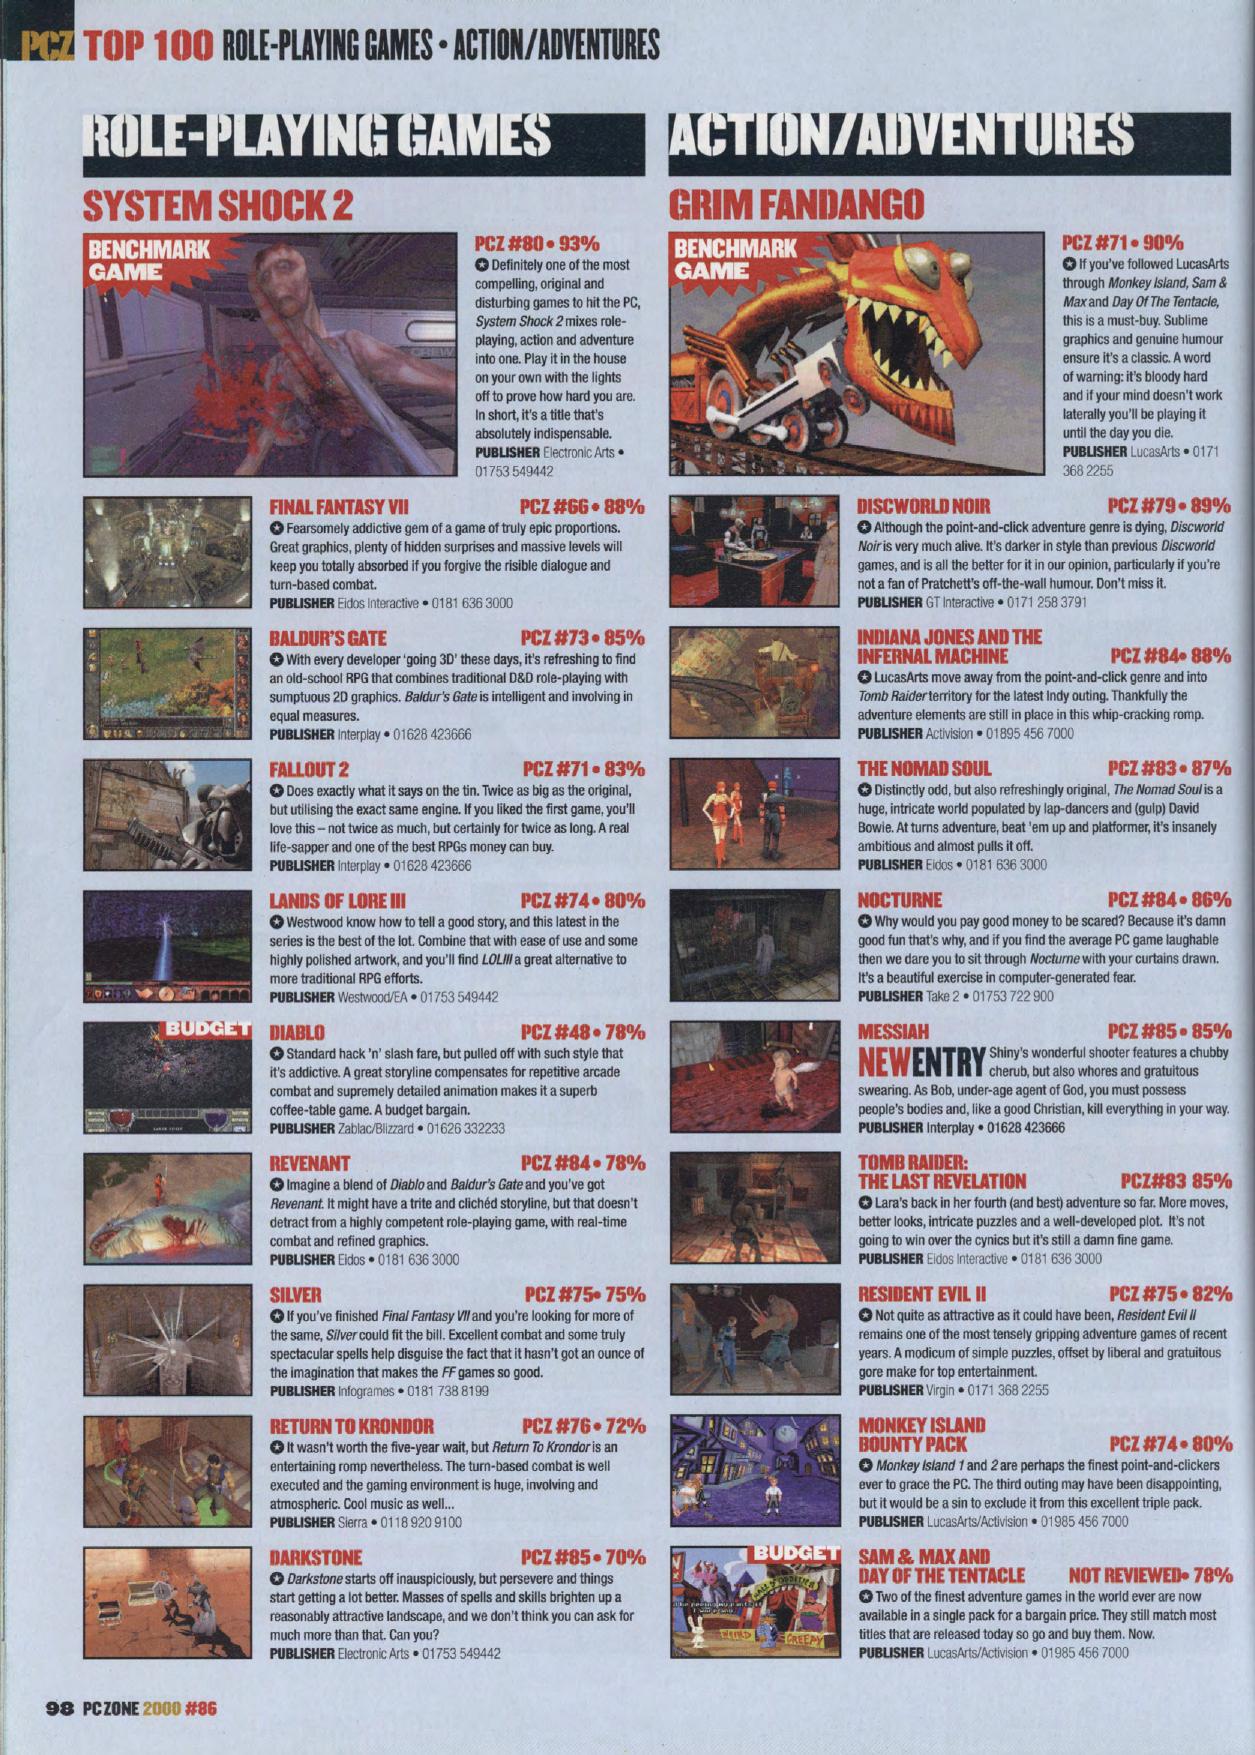 PCZ TOP 100 ROLE-PLAYING GAMES • ACTION/ADVENTURES
ROLE-PLAYING GAMES
SYSTEM SHOCK 2
BENCHMARK
GAME
CREW
PCZ #80 • 93%
✪ Definitely one of the most
compelling, original and
disturbing games to hit the PC,
System Shock 2 mixes role-
playing, action and adventure
into one. Play it in the house
on your own with the lights
off to prove how hard you are.
In short, it's a title that's
absolutely indispensable.
PUBLISHER Electronic Arts •
01753 549442
FINAL FANTASY VII PCZ #66 • 88%
✪ Fearsomely addictive gem of a game of truly epic proportions.
Great graphics, plenty of hidden surprises and massive levels will
keep you totally absorbed if you forgive the risible dialogue and
turn-based combat.
PUBLISHER Eidos Interactive • 0181 636 3000
BALDUR'S GATE PCZ #73 • 85%
✪ With every developer 'going 3D' these days, it's refreshing to find
an old-school RPG that combines traditional D&D role-playing with
sumptuous 2D graphics. Baldur's Gate is intelligent and involving in
equal measures.
PUBLISHER Interplay • 01628 423666
FALLOUT 2 PCZ #71 • 83%
✪ Does exactly what it says on the tin. Twice as big as the original,
but utilising the exact same engine. If you liked the first game, you'll
love this – not twice as much, but certainly for twice as long. A real
life-sapper and one of the best RPGs money can buy.
PUBLISHER Interplay • 01628 423666
LANDS OF LORE III PCZ #74 • 80%
✪ Westwood know how to tell a good story, and this latest in the
series is the best of the lot. Combine that with ease of use and some
highly polished artwork, and you'll find LOLIII a great alternative to
more traditional RPG efforts.
PUBLISHER Westwood/EA • 01753 549442
BUDGET
DIABLO PCZ #48 • 78%
✪ Standard hack 'n' slash fare, but pulled off with such style that
it's addictive. A great storyline compensates for repetitive arcade
combat and supremely detailed animation makes it a superb
coffee-table game. A budget bargain.
PUBLISHER Zablac/Blizzard • 01626 332233
REVENANT PCZ #84 • 78%
✪ Imagine a blend of Diablo and Baldur's Gate and you've got
Revenant. It might have a trite and clichéd storyline, but that doesn't
detract from a highly competent role-playing game, with real-time
combat and refined graphics.
PUBLISHER Eidos • 0181 636 3000
SILVER PCZ #75• 75%
✪ If you've finished Final Fantasy VII and you're looking for more of
the same, Silver could fit the bill. Excellent combat and some truly
spectacular spells help disguise the fact that it hasn't got an ounce of
the imagination that makes the FF games so good.
PUBLISHER Infogrames • 0181 738 8199
RETURN TO KRONDOR PCZ #76 • 72%
✪ It wasn't worth the five-year wait, but Return To Krondor is an
entertaining romp nevertheless. The turn-based combat is well
executed and the gaming environment is huge, involving and
atmospheric. Cool music as well...
PUBLISHER Sierra • 0118 920 9100
DARKSTONE PCZ #85 • 70%
✪ Darkstone starts off inauspiciously, but persevere and things
start getting a lot better. Masses of spells and skills brighten up a
reasonably attractive landscape, and we don't think you can ask for
much more than that. Can you?
PUBLISHER Electronic Arts • 01753 549442
ACTION/ADVENTURES
GRIM FANDANGO
BENCHMARK
GAME
PCZ #71 • 90%
✪ If you've followed LucasArts
through Monkey Island, Sam &
Max and Day Of The Tentacle,
this is a must-buy. Sublime
graphics and genuine humour
ensure it's a classic. A word
of warning: it's bloody hard
and if your mind doesn't work
laterally you'll be playing it
until the day you die.
PUBLISHER LucasArts • 0171
368 2255
DISCWORLD NOIR PCZ #79 • 89%
✪ Although the point-and-click adventure genre is dying, Discworld
Noir is very much alive. It's darker in style than previous Discworld
games, and is all the better for it in our opinion, particularly if you're
not a fan of Pratchett's off-the-wall humour. Don't miss it.
PUBLISHER GT Interactive • 0171 258 3791
INDIANA JONES AND THE
INFERNAL MACHINE PCZ #84• 88%
✪ LucasArts move away from the point-and-click genre and into
Tomb Raider territory for the latest Indy outing. Thankfully the
adventure elements are still in place in this whip-cracking romp.
PUBLISHER Activision • 01895 456 7000
THE NOMAD SOUL PCZ #83 • 87%
✪ Distinctly odd, but also refreshingly original, The Nomad Soul is a
huge, intricate world populated by lap-dancers and (gulp) David
Bowie. At turns adventure, beat 'em up and platformer, it's insanely
ambitious and almost pulls it off.
PUBLISHER Eidos • 0181 636 3000
NOCTURNE PCZ #84 • 86%
✪ Why would you pay good money to be scared? Because it's damn
good fun that's why, and if you find the average PC game laughable
then we dare you to sit through Nocturne with your curtains drawn.
It's a beautiful exercise in computer-generated fear.
PUBLISHER Take 2 • 01753 722 900
MESSIAH PCZ #85 • 85%
NEW ENTRY Shiny's wonderful shooter features a chubby
cherub, but also whores and gratuitous
swearing. As Bob, under-age agent of God, you must possess
people's bodies and, like a good Christian, kill everything in your way.
PUBLISHER Interplay • 01628 423666
TOMB RAIDER:
THE LAST REVELATION PCZ#83 85%
✪ Lara's back in her fourth (and best) adventure so far. More moves,
better looks, intricate puzzles and a well-developed plot. It's not
going to win over the cynics but it's still a damn fine game.
PUBLISHER Eidos Interactive • 0181 636 3000
RESIDENT EVIL II PCZ #75 • 82%
✪ Not quite as attractive as it could have been, Resident Evil II
remains one of the most tensely gripping adventure games of recent
years. A modicum of simple puzzles, offset by liberal and gratuitous
gore make for top entertainment.
PUBLISHER Virgin • 0171 368 2255
MONKEY ISLAND
BOUNTY PACK PCZ #74 • 80%
✪ Monkey Island 1 and 2 are perhaps the finest point-and-clickers
ever to grace the PC. The third outing may have been disappointing,
but it would be a sin to exclude it from this excellent triple pack.
PUBLISHER LucasArts/Activision • 01985 456 7000
BUDGET
WEIRD
CREEPY
SAM & MAX AND
DAY OF THE TENTACLE NOT REVIEWED• 78%
✪ Two of the finest adventure games in the world ever are now
available in a single pack for a bargain price. They still match most
titles that are released today so go and buy them. Now.
PUBLISHER LucasArts/Activision • 01985 456 7000
98 PC ZONE 2000 #86